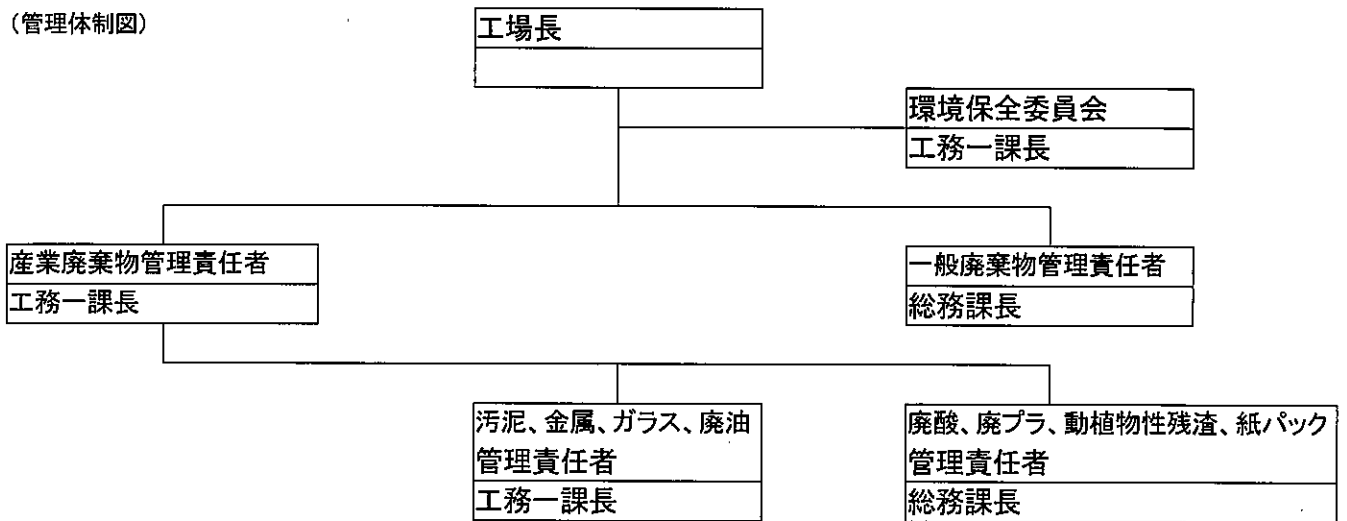 (管理体制図)
工場長
環境保全委員会
工務一課長
産業廃棄物管理責任者
工務一課長
一般廃棄物管理責任者
総務課長
汚泥、金属、ガラス、廃油
管理責任者
工務一課長
廃酸、廃プラ、動植物性残渣、紙パック
管理責任者
総務課長